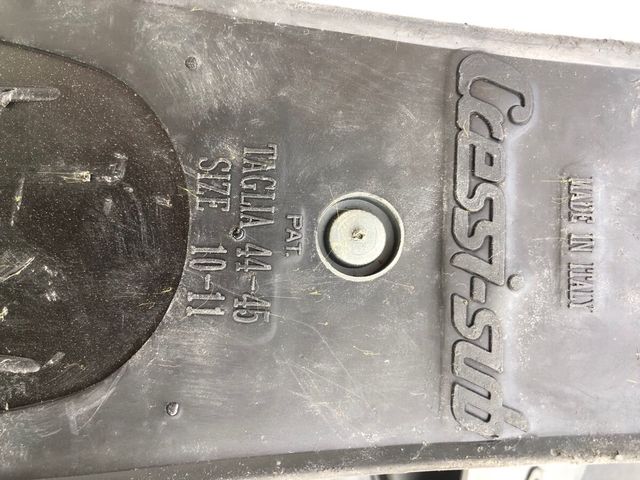 MADE IN ITALY
Cressi-sub
PAT.
TAGLIA 44-45
SIZE 10-11